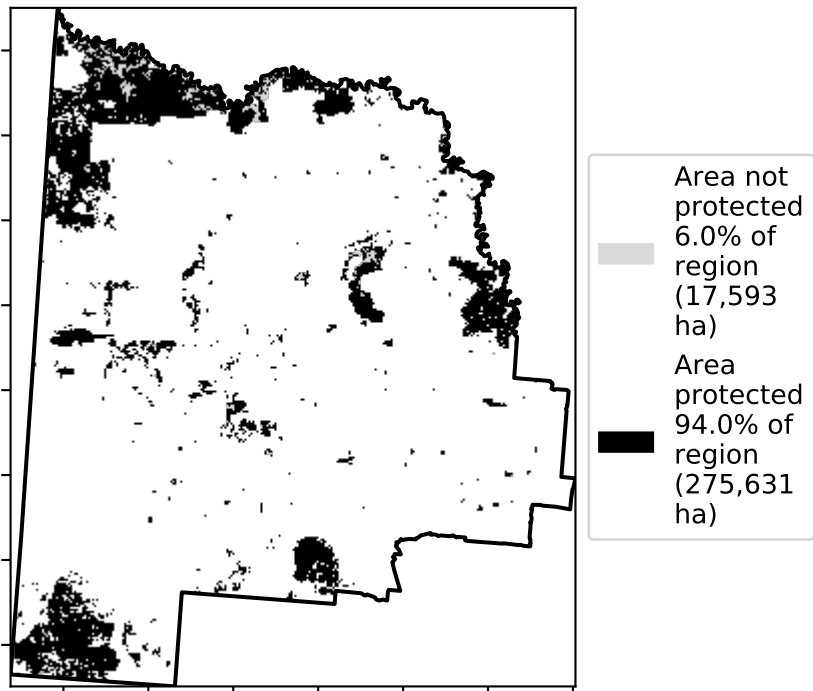 Area not
protected
6.0% of
region
(17,593
ha)
Area
protected
94.0% of
region
(275,631
ha)